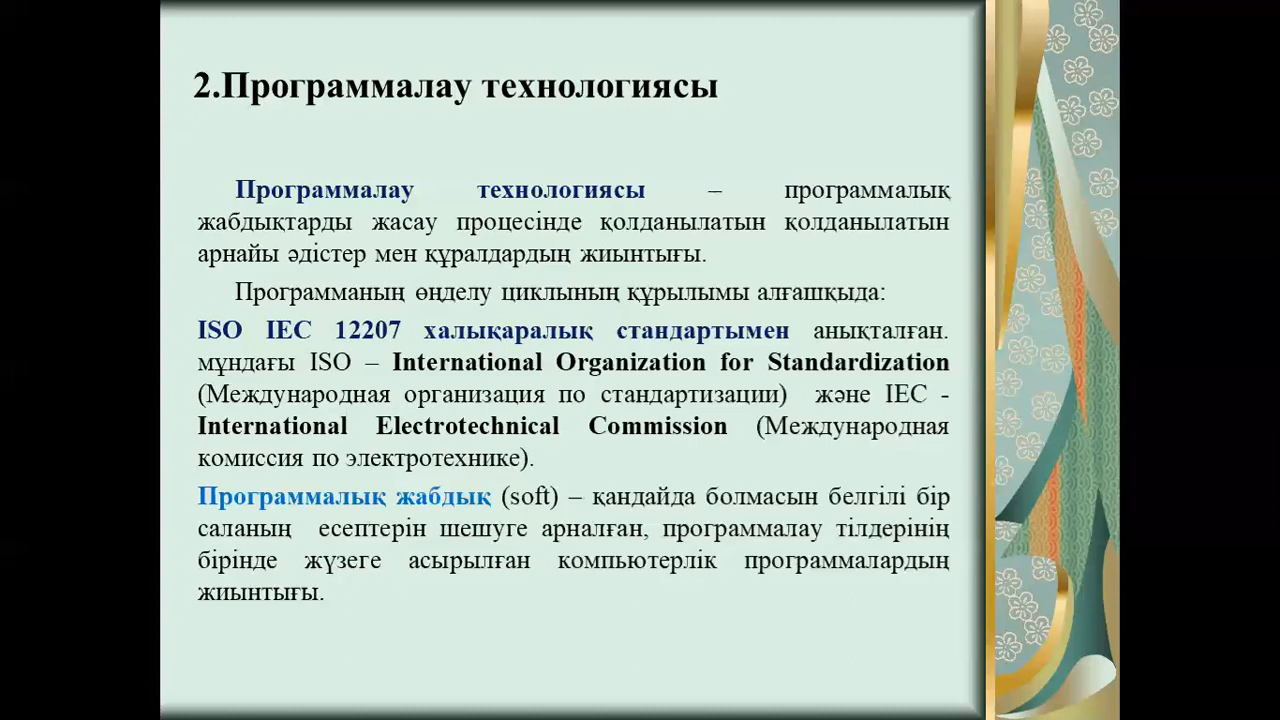 2.Программалау технологиясы
Программалау технологиясы – программалық
жабдықтарды жасау процесінде қолданылатын қолданылатын
арнайы әдістер мен құралдардың жиынтығы.
Программаның өңделу циклының құрылымы алғашқыда:
ISO IEC 12207 халықаралық стандартымен анықталған.
мұндағы ISO – International Organization for Standardization
(Международная организация по стандартизации) және IEC -
International Electrotechnical Commission (Международная
комиссия по электротехнике).
Программалық жабдық (soft) – қандайда болмасын белгілі бір
саланың есептерін шешуге арналған, программалау тілдерінің
бірінде жүзеге асырылған компьютерлік программалардың
жиынтығы.